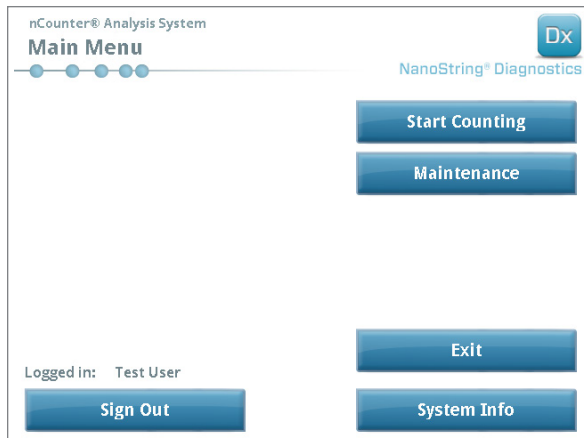 nCounter® Analysis System
Main Menu
Dx
NanoString® Diagnostics
Start Counting
Maintenance
Exit
Logged in: Test User
Sign Out
System Info